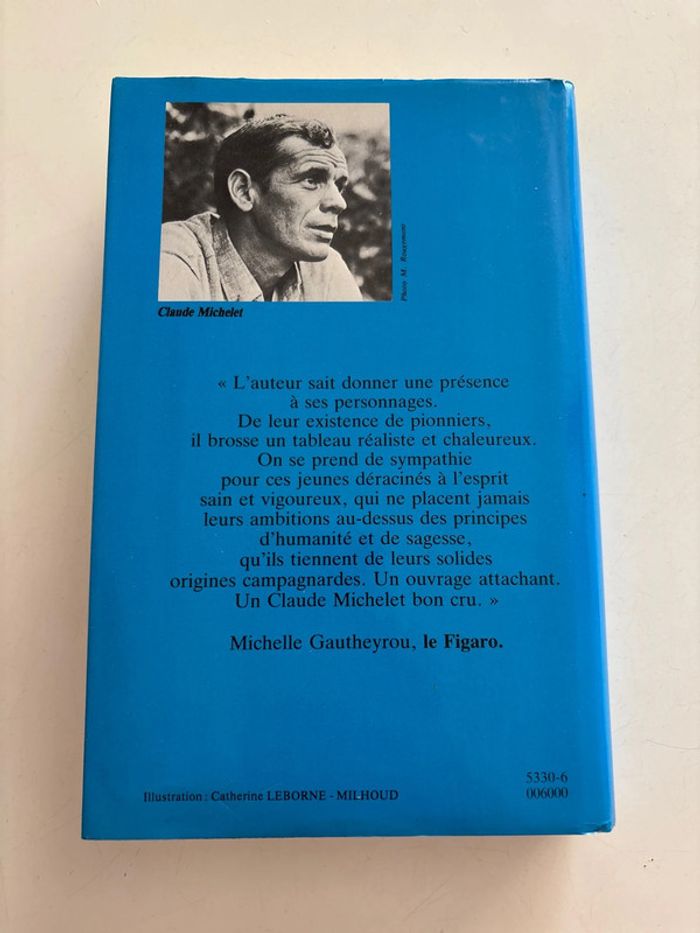 Photo M. Rougemont
Claude Michelet
« L'auteur sait donner une présence
à ses personnages.
De leur existence de pionniers,
il brosse un tableau réaliste et chaleureux.
On se prend de sympathie
pour ces jeunes déracinés à l'esprit
sain et vigoureux, qui ne placent jamais
leurs ambitions au-dessus des principes
d'humanité et de sagesse,
qu'ils tiennent de leurs solides
origines campagnardes. Un ouvrage attachant.
Un Claude Michelet bon cru. »
Michelle Gautheyrou, le Figaro.
5330-6
Illustration : Catherine LEBORNE - MILHOUD
006000